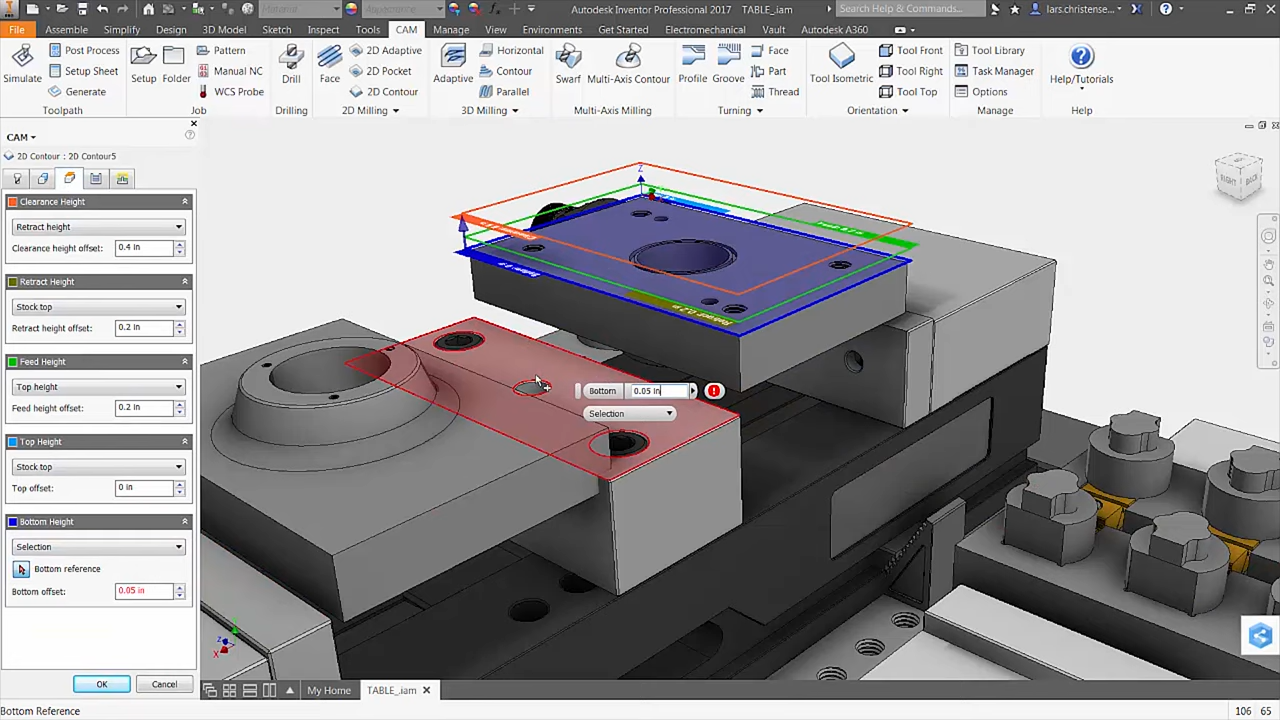 Material
Appearance
Autodesk Inventor Professional 2017 TABLE_.iam
Search Help & Commands...
lars.christense...
File Assemble Simplify Design 3D Model Sketch Inspect Tools CAM Manage View Environments Get Started Electromechanical Vault Autodesk A360
Simulate
Post Process
Setup Sheet
Generate
Toolpath
Setup
Folder
Pattern
Manual NC
WCS Probe
Job
Drill
Drilling
Face
2D Adaptive
2D Pocket
2D Contour
2D Milling
Adaptive
Horizontal
Contour
Parallel
3D Milling
Swarf
Multi-Axis Contour
Multi-Axis Milling
Profile
Groove
Face
Part
Thread
Turning
Tool Isometric
Tool Front
Tool Right
Tool Top
Orientation
Tool Library
Task Manager
Options
Manage
Help/Tutorials
Help
CAM
2D Contour : 2D Contour5
Clearance Height
Retract height
Clearance height offset: 0.4 in
Retract Height
Stock top
Retract height offset: 0.2 in
Feed Height
Top height
Feed height offset: 0.2 in
Top Height
Stock top
Top offset: 0 in
Bottom Height
Selection
Bottom reference
Bottom offset: 0.05 in
OK Cancel
Z
RIGHT BACK
Bottom 0.05 in
Selection
Z
X
My Home TABLE_.iam
Bottom Reference 106 65